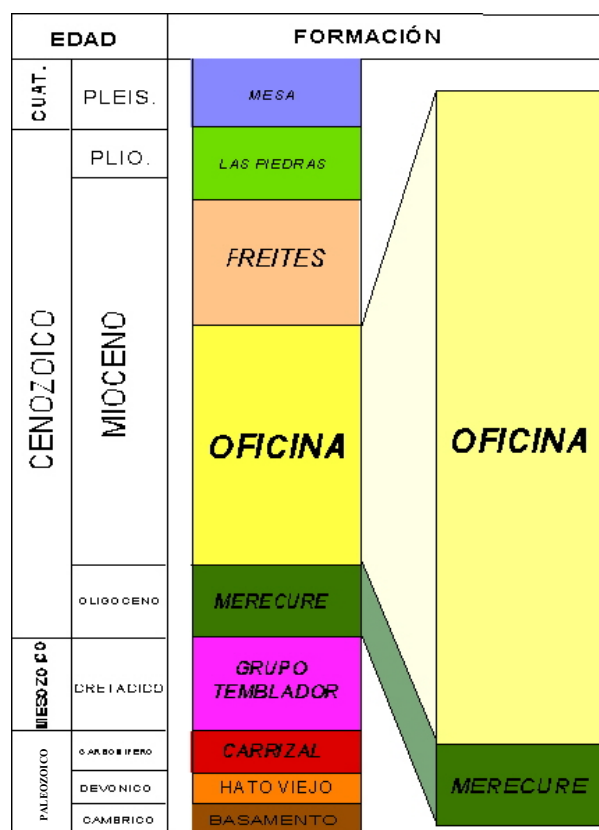 EDAD
FORMACIÓN
CUAT.
PLEIS.
MESA
PLIO.
LAS PIEDRAS
CENOZOICO
MIOCENO
FREITES
OFICINA
OFICINA
OLIGOCENO
MERECURE
MESOZOICO
CRETACICO
GRUPO
TEMBLADOR
PALEOZOICO
CARBONIFERO
CARRIZAL
DEVONICO
HATO VIEJO
MERECURE
CAMBRICO
BASAMENTO